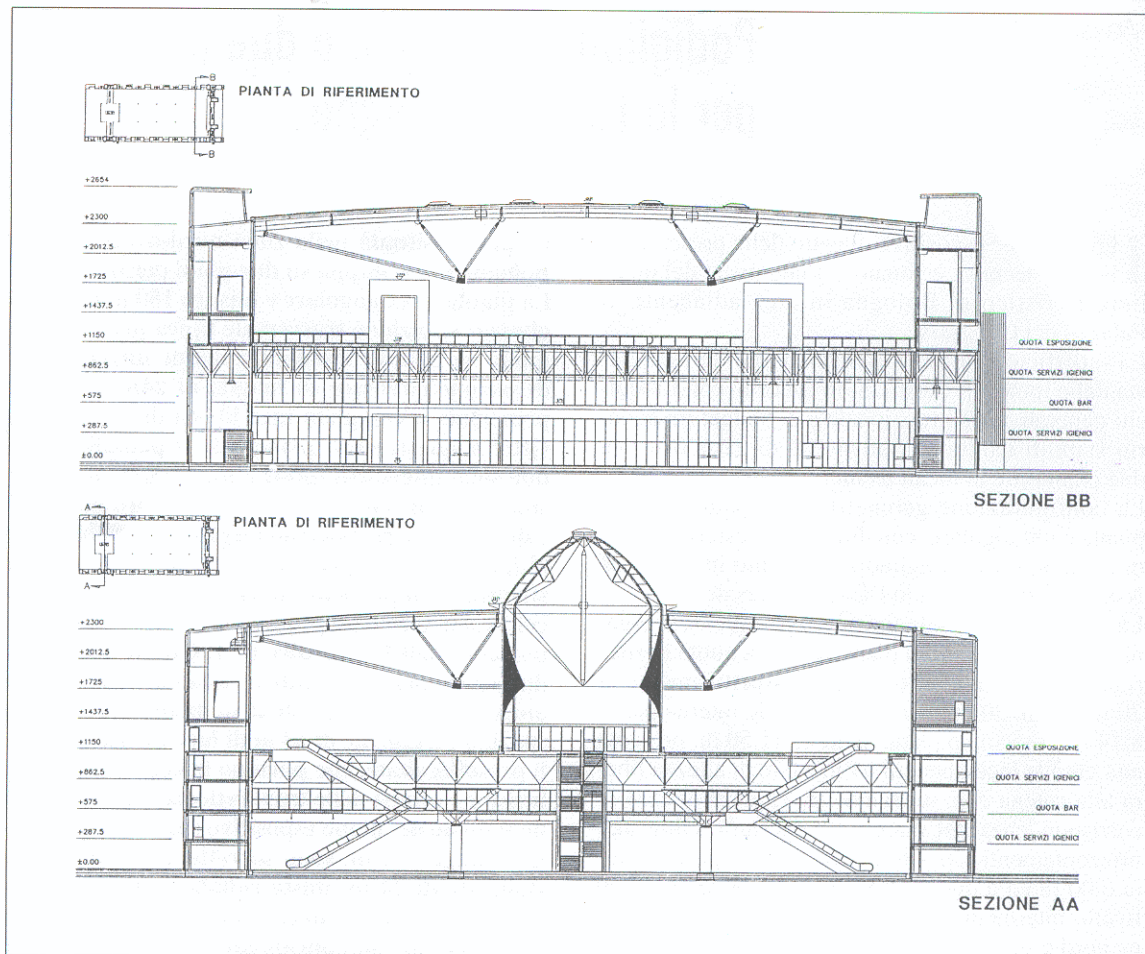 PIANTA DI RIFERIMENTO
B
B
+2654
+2300
+2012.5
+1725
+1437.5
+1150
+862.5
+575
+287.5
±0.00
QUOTA ESPOSIZIONE
QUOTA SERVIZI IGIENICI
QUOTA BAR
QUOTA SERVIZI IGIENICI
SEZIONE BB
A
PIANTA DI RIFERIMENTO
A
+2300
+2012.5
+1725
+1437.5
+1150
+862.5
+575
+287.5
±0.00
QUOTA ESPOSIZIONE
QUOTA SERVIZI IGIENICI
QUOTA BAR
QUOTA SERVIZI IGIENICI
SEZIONE AA